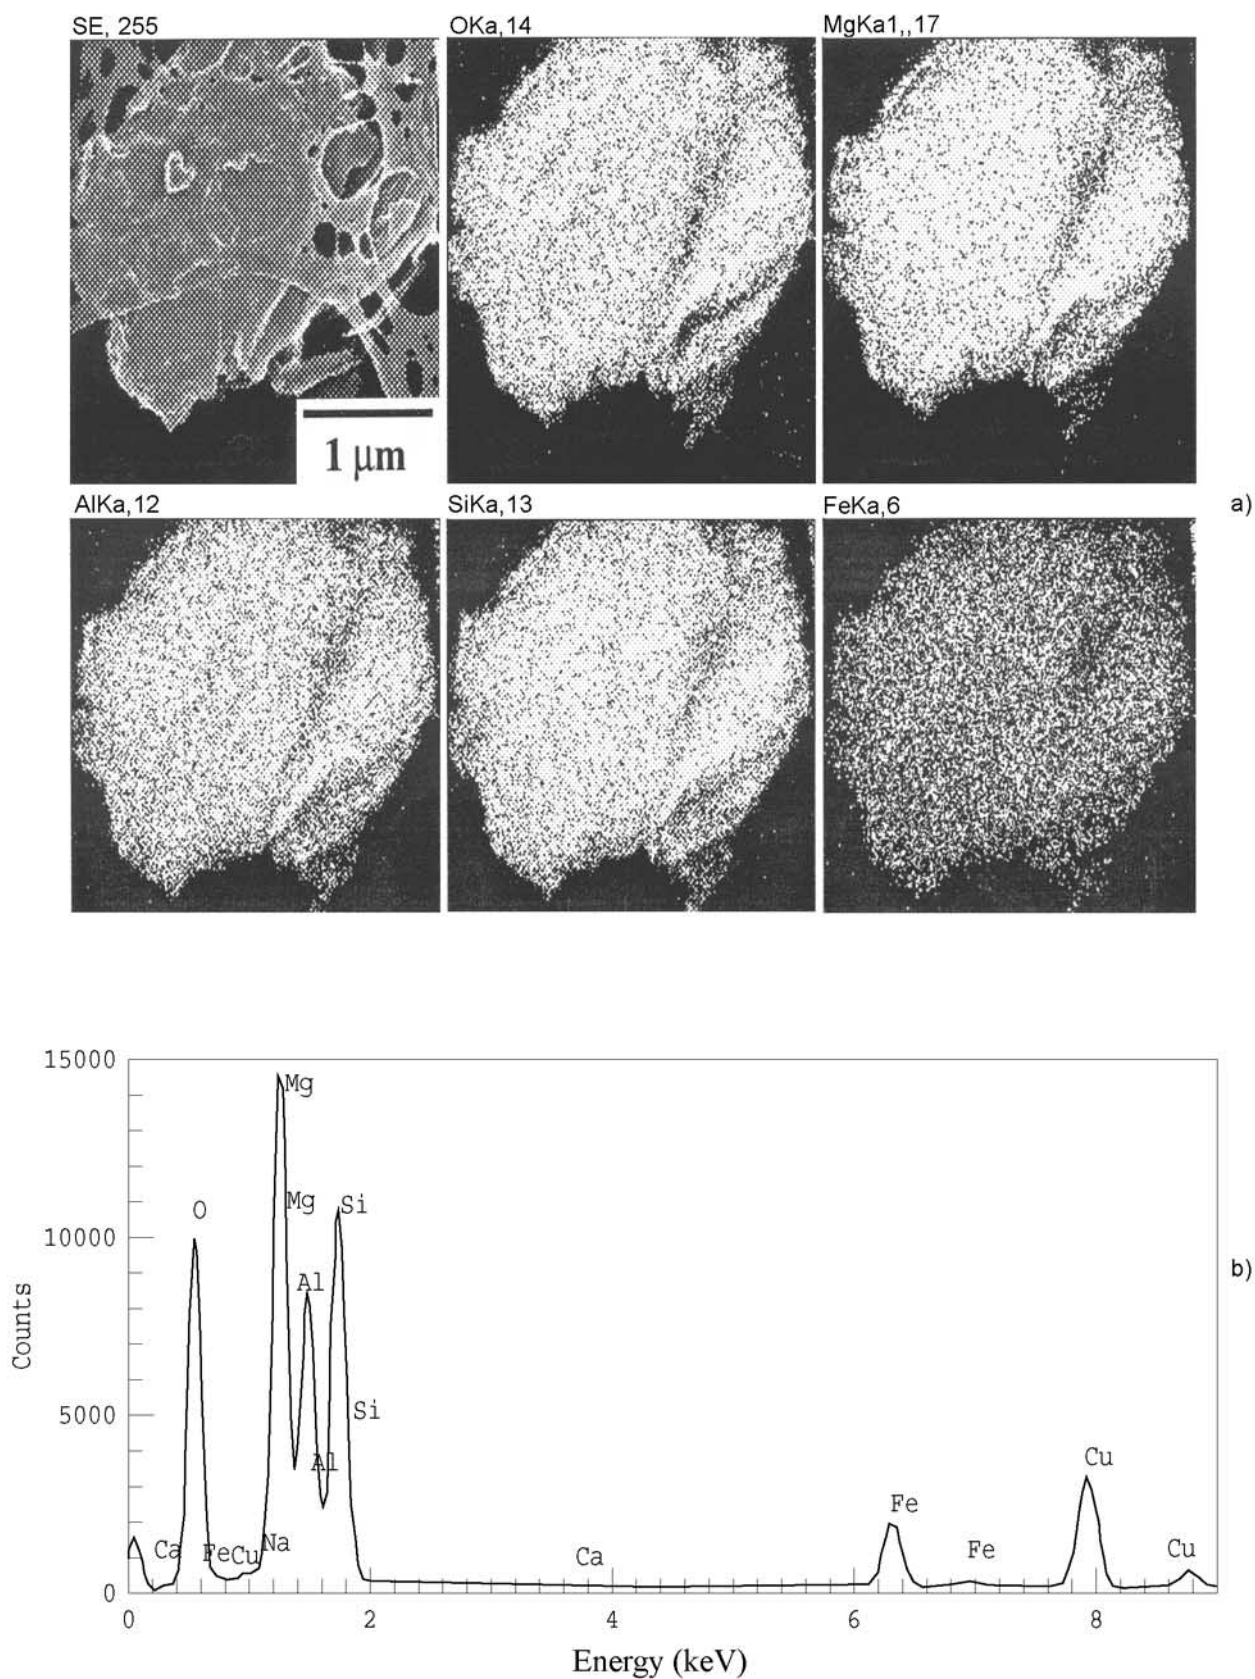 SE, 255 OKa,14 MgKa1,,17
1 μm
AlKa,12 SiKa,13 FeKa,6
a)
15000
Mg
Mg Si
O
10000
Al
b)
Counts
5000
Si
Al
Cu
Fe
Ca Fe Cu Na Ca Fe Cu
0
0 2 4 6 8
Energy (keV)